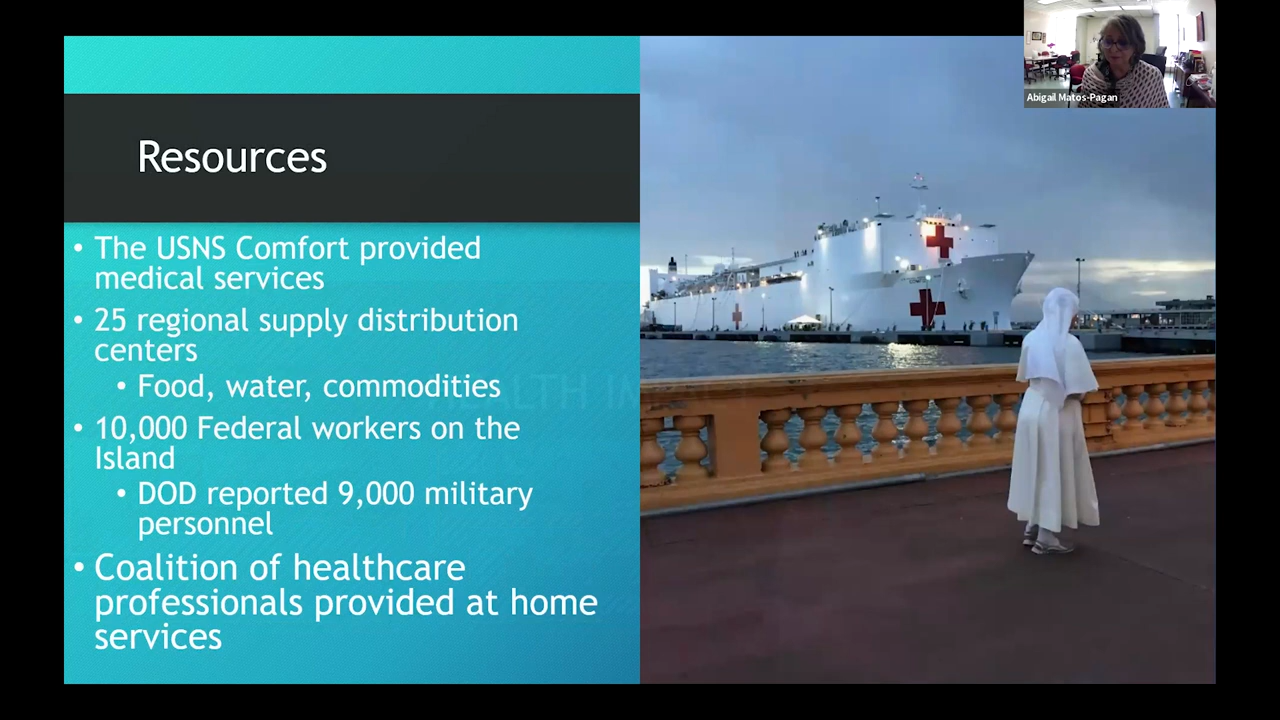 Abigail Matos-Pagan
Resources
• The USNS Comfort provided
medical services
• 25 regional supply distribution
centers
• Food, water, commodities
• 10,000 Federal workers on the
Island
• DOD reported 9,000 military
personnel
• Coalition of healthcare
professionals provided at home
services